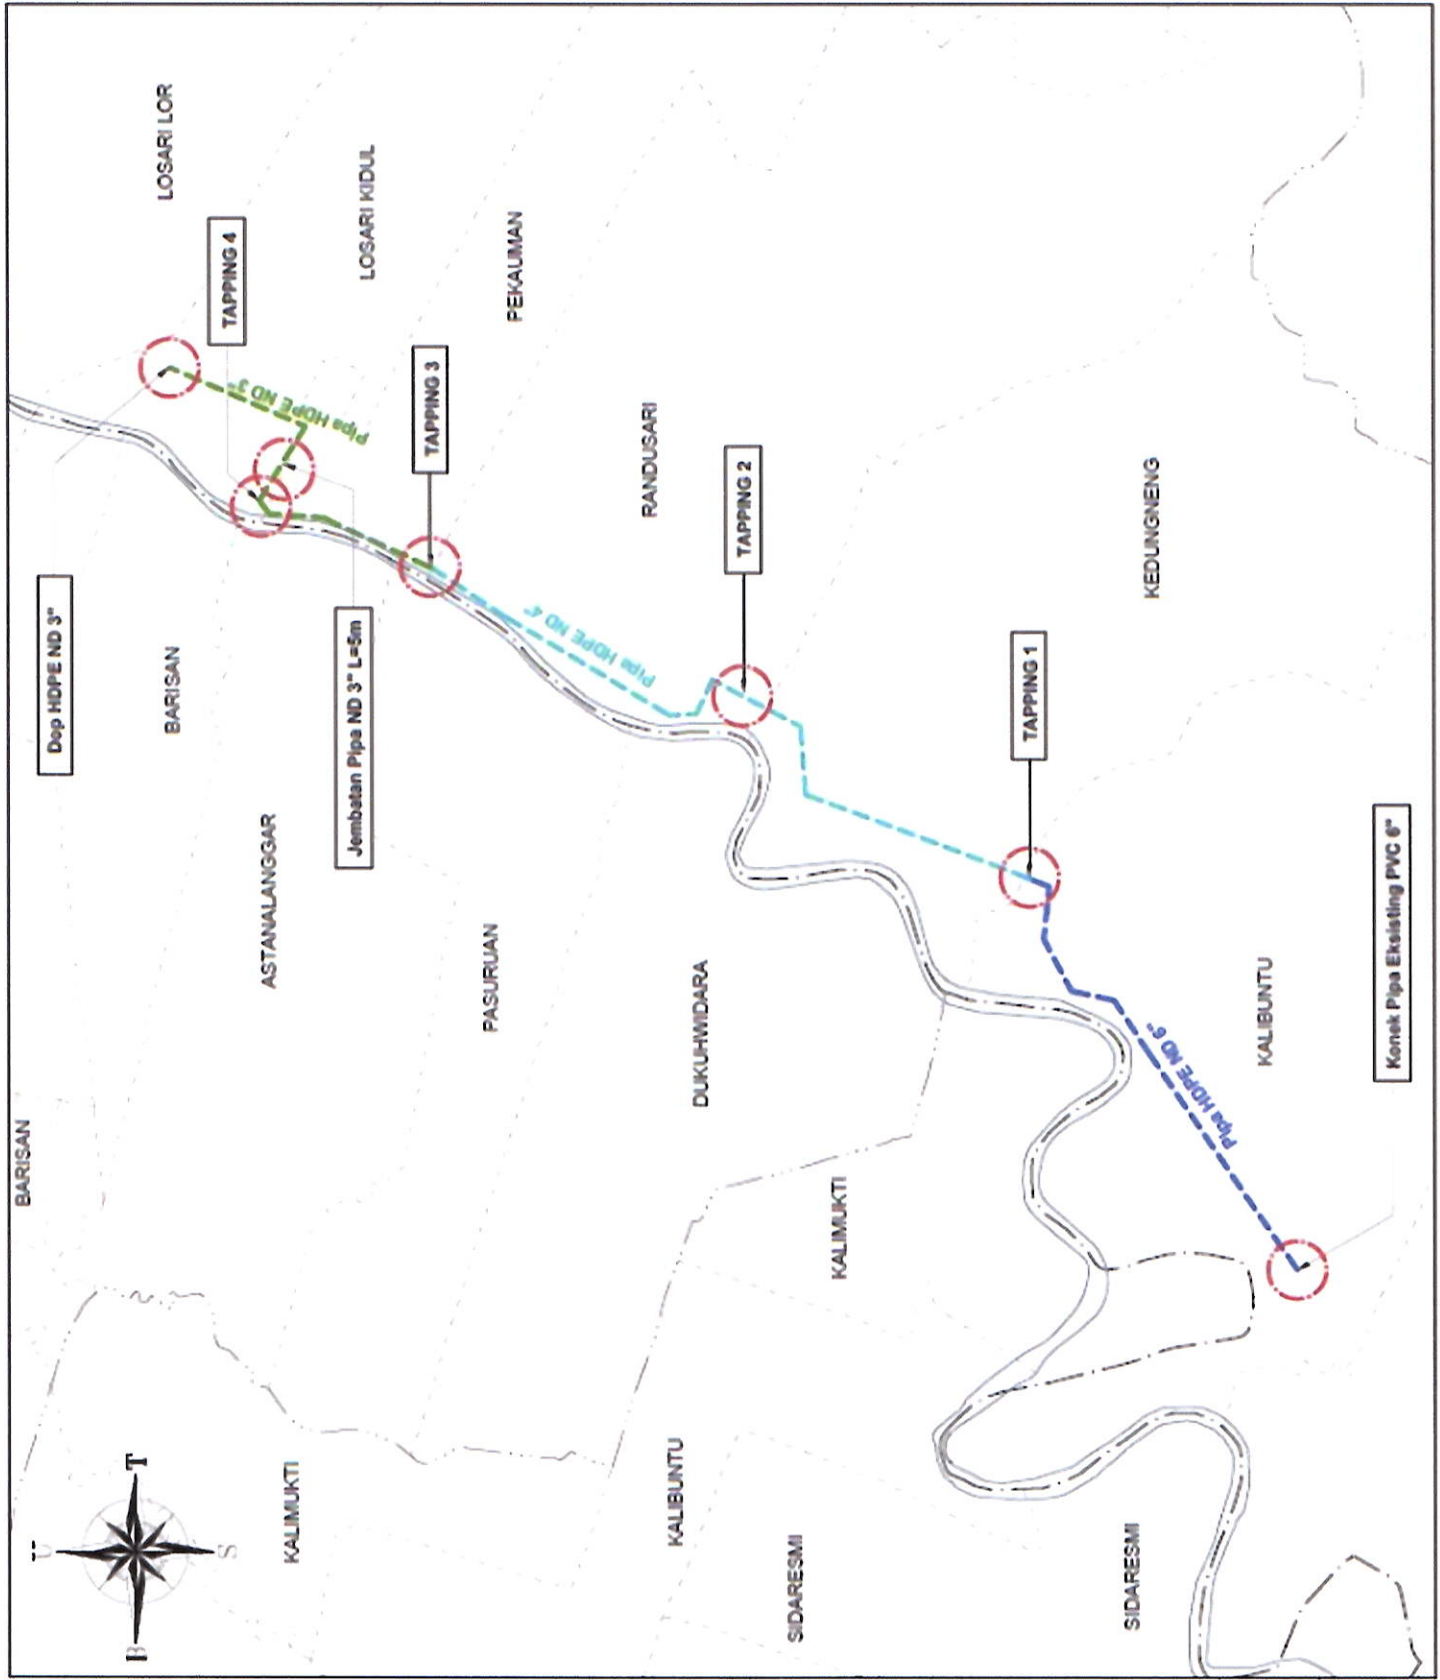 BARISAN
U
Dop HDPE ND 3"
B
T
LOSARI LOR
BARISAN
S
TAPPING 4
ASTANALANGGAR
KALIMUKTI
Pipa HDPE ND 3"
Jembatan Pipa ND 3" L=5m
LOSARI KIDUL
TAPPING 3
PASURUAN
PEKAUMAN
Pipa HDPE ND 4"
RANDUSARI
KALIBUNTU
DUKUHWIDARA
TAPPING 2
SIDARESMI
KALIMUKTI
TAPPING 1
SIDARESMI
KEDUNGNENG
Pipa HDPE ND 6"
KALIBUNTU
Konek Pipa Eksisting PVC 6"